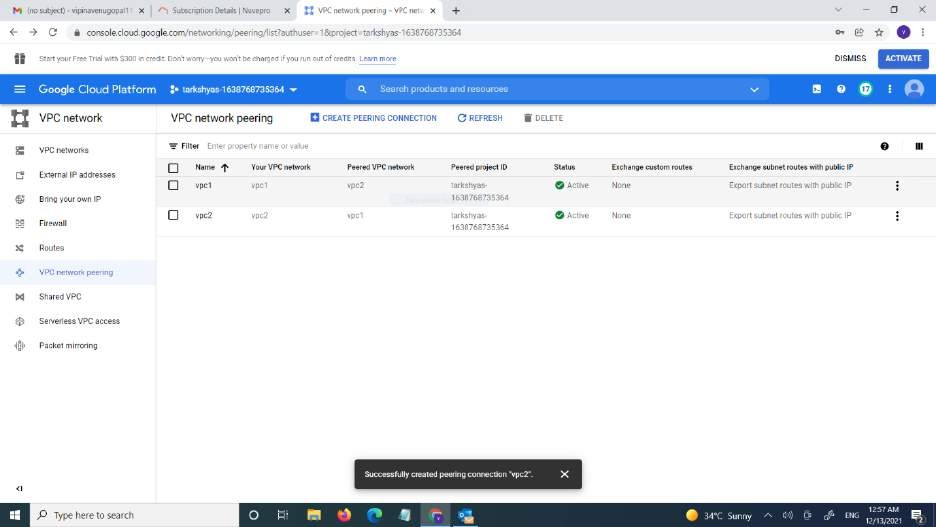 (no subject) - vipinavenugopal11
Subscription Details | Nuvepro
VPC network peering – VPC netw
console.cloud.google.com/networking/peering/list?authuser=1&project=tarkshyas-1638768735364
Start your Free Trial with $300 in credit. Don't worry—you won't be charged if you run out of credits. Learn more
DISMISS
ACTIVATE
Google Cloud Platform
tarkshyas-1638768735364
Search products and resources
17
VPC network
VPC network peering
CREATE PEERING CONNECTION
REFRESH
DELETE
VPC networks
External IP addresses
Bring your own IP
Firewall
Routes
VPC network peering
Shared VPC
Serverless VPC access
Packet mirroring
Filter Enter property name or value
Name Your VPC network Peered VPC network Peered project ID Status Exchange custom routes Exchange subnet routes with public IP
vpc1 vpc1 vpc2 tarkshyas-
1638768735364 Active None Export subnet routes with public IP
vpc2 vpc2 vpc1 tarkshyas-
1638768735364 Active None Export subnet routes with public IP
Successfully created peering connection "vpc2".
Type here to search
34°C Sunny
ENG
12:57 AM
12/13/2021
2